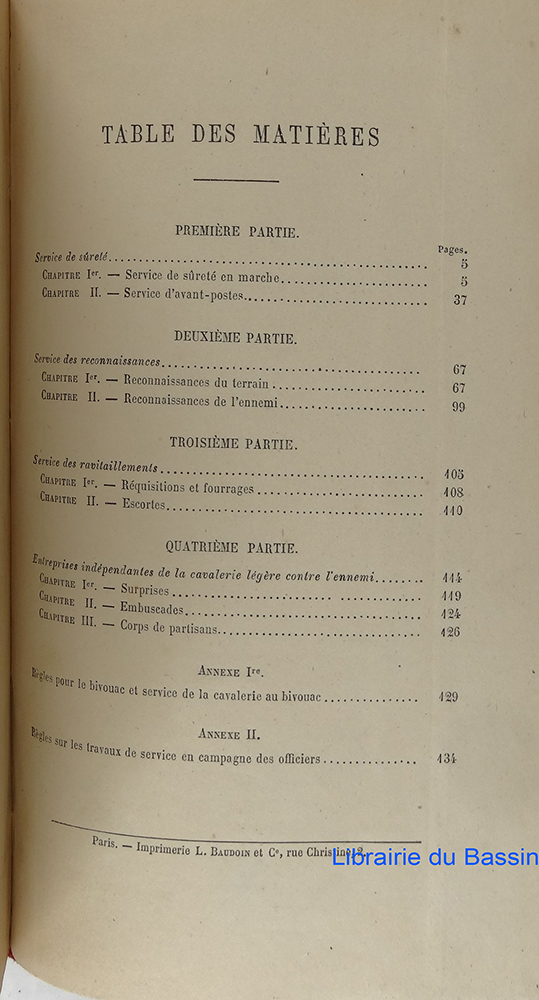 TABLE DES MATIÈRES
PREMIÈRE PARTIE.
Pages.
Service de sûreté........ 5
CHAPITRE Ier. — Service de sûreté en marche........ 5
CHAPITRE II. — Service d'avant-postes........ 37
DEUXIÈME PARTIE.
Service des reconnaissances........ 67
CHAPITRE Ier. — Reconnaissances du terrain........ 67
CHAPITRE II. — Reconnaissances de l'ennemi........ 99
TROISIÈME PARTIE.
Service des ravitaillements........ 105
CHAPITRE Ier. — Réquisitions et fourrages........ 108
CHAPITRE II. — Escortes........ 110
QUATRIÈME PARTIE.
Entreprises indépendantes de la cavalerie légère contre l'ennemi........ 114
CHAPITRE Ier. — Surprises........ 119
CHAPITRE II. — Embuscades........ 124
CHAPITRE III. — Corps de partisans........ 126
ANNEXE Ire.
Règles pour le bivouac et service de la cavalerie au bivouac........ 129
ANNEXE II.
Règles sur les travaux de service en campagne des officiers........ 134
Paris. — Imprimerie L. BAUDOIN et Ce, rue Christine, 2.
Librairie du Bassin